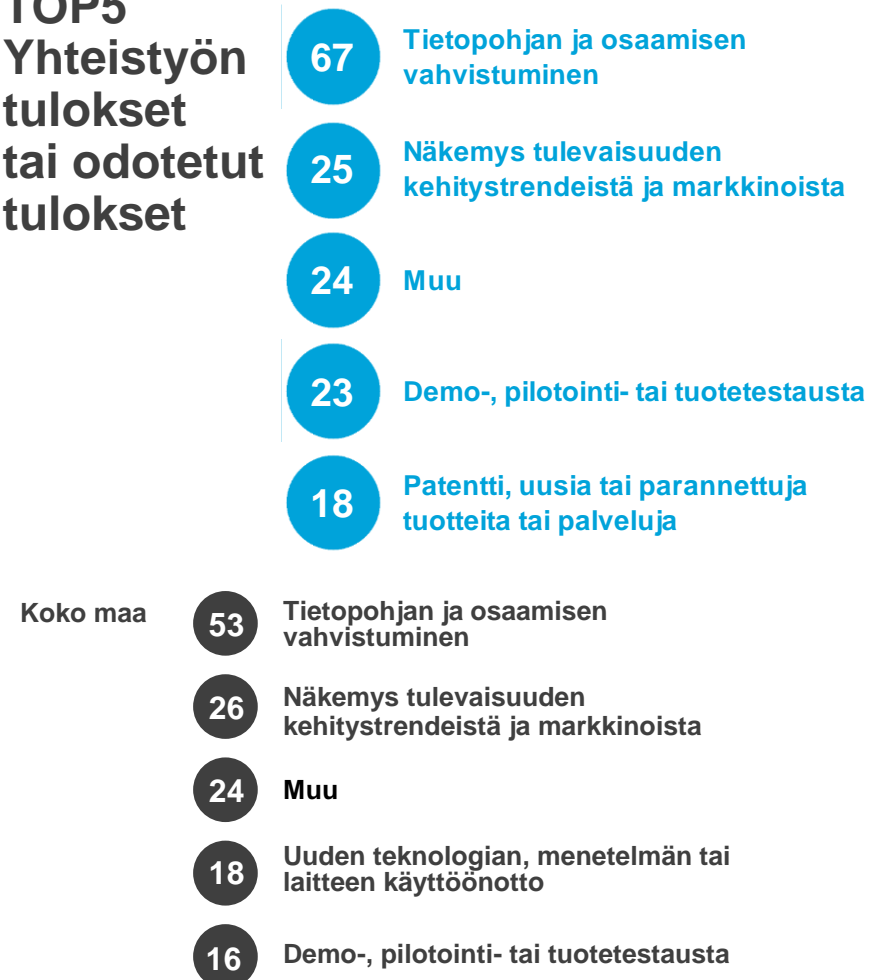 TOP5
Yhteistyön
tulokset
tai odotetut
tulokset
67
Tietopohjan ja osaamisen
vahvistuminen
25
Näkemys tulevaisuuden
kehitystrendeistä ja markkinoista
24
Muu
23
Demo-, pilotointi- tai tuotetestausta
18
Patentti, uusia tai parannettuja
tuotteita tai palveluja
Koko maa
53
Tietopohjan ja osaamisen
vahvistuminen
26
Näkemys tulevaisuuden
kehitystrendeistä ja markkinoista
24
Muu
18
Uuden teknologian, menetelmän tai
laitteen käyttöönotto
16
Demo-, pilotointi- tai tuotetestausta